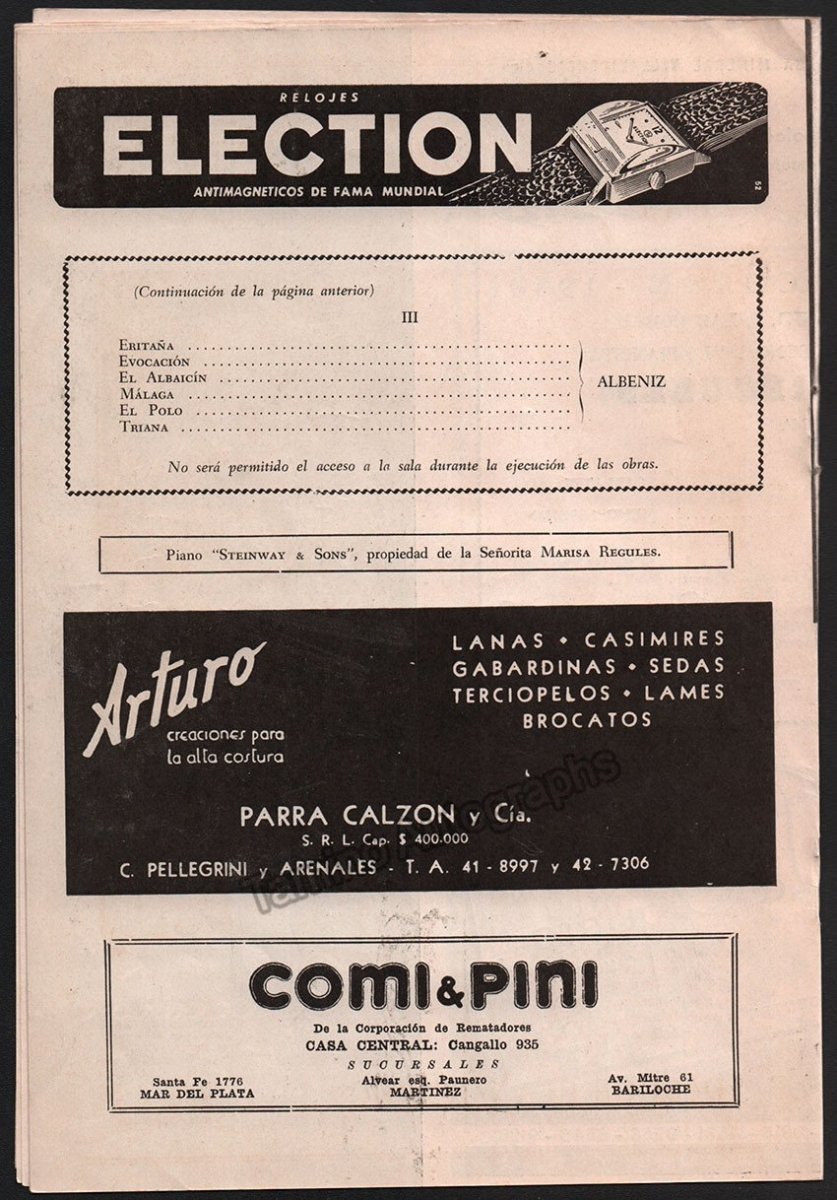 RELOJES
ELECTION
ANTIMAGNETICOS DE FAMA MUNDIAL
52
(Continuación de la página anterior)
III
ERITAÑA
EVOCACIÓN
EL ALBAICÍN
MÁLAGA
EL POLO
TRIANA
ALBENIZ
No será permitido el acceso a la sala durante la ejecución de las obras.
Piano "STEINWAY & SONS", propiedad de la Señorita MARISA REGULES.
Arturo
creaciones para
la alta costura
LANAS • CASIMIRES
GABARDINAS • SEDAS
TERCIOPELOS • LAMES
BROCATOS
PARRA CALZON y Cía.
S. R. L. Cap. $ 400.000
C. PELLEGRINI y ARENALES - T. A. 41 - 8997 y 42 - 7306
Tamino Autographs
COMI & PINI
De la Corporación de Rematadores
CASA CENTRAL: Cangallo 935
SUCURSALES
Santa Fe 1776
MAR DEL PLATA
Alvear esq. Paunero
MARTINEZ
Av. Mitre 61
BARILOCHE